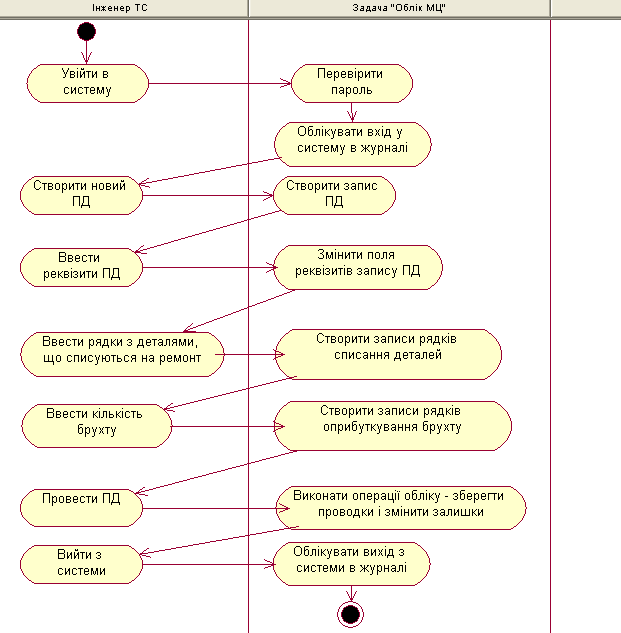 Інженер ТС
Задача "Облік МЦ"
Увійти в
систему
Перевірити
пароль
Облікувати вхід у
систему в журналі
Створити новий
ПД
Створити запис
ПД
Ввести
реквізити ПД
Змінити поля
реквізитів запису ПД
Ввести рядки з деталями,
що списуються на ремонт
Створити записи рядків
списання деталей
Ввести кількість
брухту
Створити записи рядків
оприбуткування брухту
Провести ПД
Виконати операції обліку - зберегти
проводки і змінити залишки
Вийти з
системи
Облікувати вихід з
системи в журналі